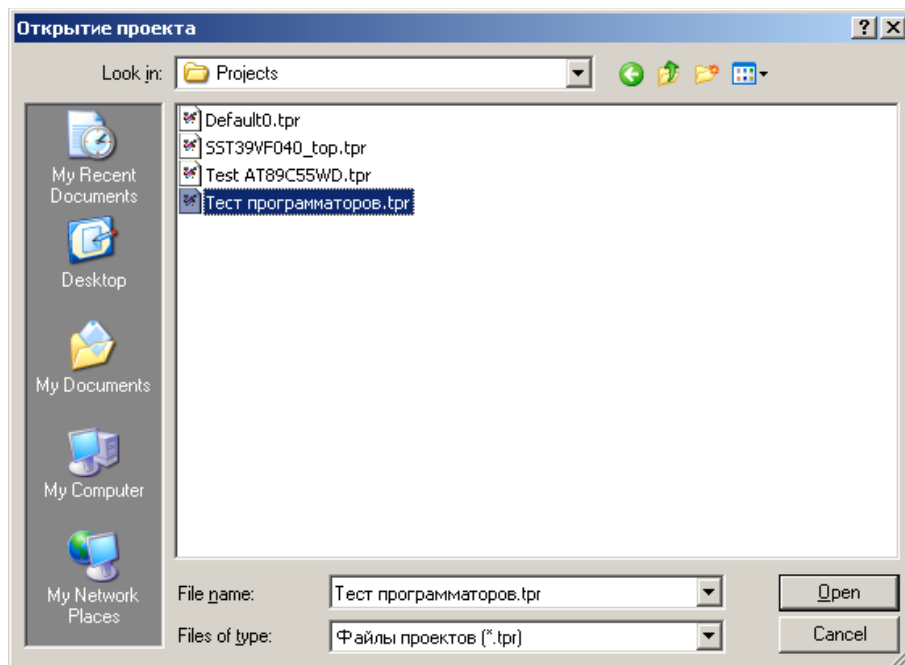 Открытие проекта
Look in:
Projects
Default0.tpr
SST39VF040_top.tpr
Test AT89C55WD.tpr
Тест программаторов.tpr
My Recent
Documents
Desktop
My Documents
My Computer
My Network
Places
File name:
Тест программаторов.tpr
Open
Files of type:
Файлы проектов (*.tpr)
Cancel